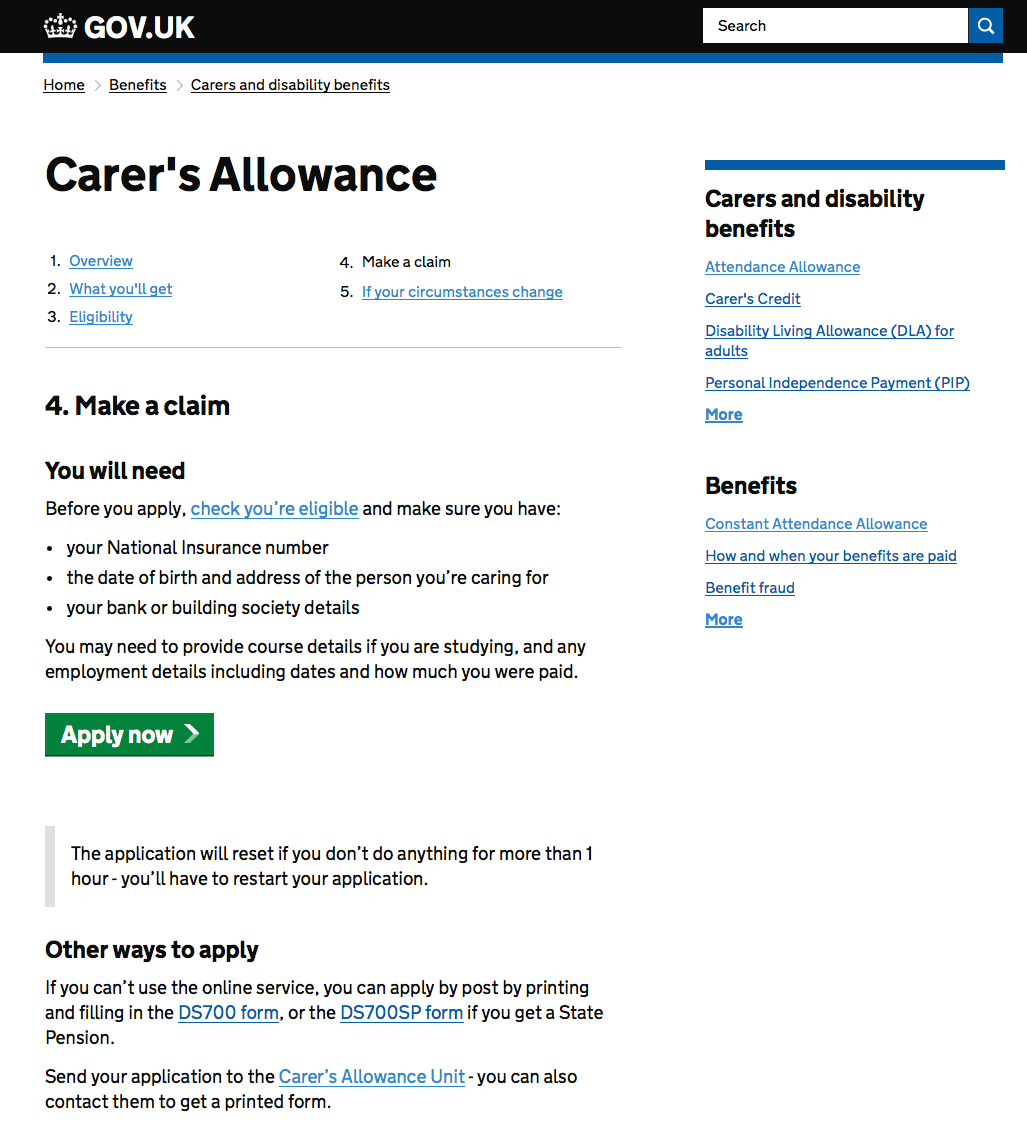 GOV.UK
Search
Home
Benefits
Carers and disability benefits
Carer's Allowance
1. Overview
2. What you'll get
3. Eligibility
4. Make a claim
5. If your circumstances change
4. Make a claim
You will need
Before you apply, check you’re eligible and make sure you have:
• your National Insurance number
• the date of birth and address of the person you’re caring for
• your bank or building society details
You may need to provide course details if you are studying, and any
employment details including dates and how much you were paid.
Apply now
The application will reset if you don’t do anything for more than 1
hour - you’ll have to restart your application.
Other ways to apply
If you can’t use the online service, you can apply by post by printing
and filling in the DS700 form, or the DS700SP form if you get a State
Pension.
Send your application to the Carer’s Allowance Unit - you can also
contact them to get a printed form.
Carers and disability
benefits
Attendance Allowance
Carer's Credit
Disability Living Allowance (DLA) for
adults
Personal Independence Payment (PIP)
More
Benefits
Constant Attendance Allowance
How and when your benefits are paid
Benefit fraud
More